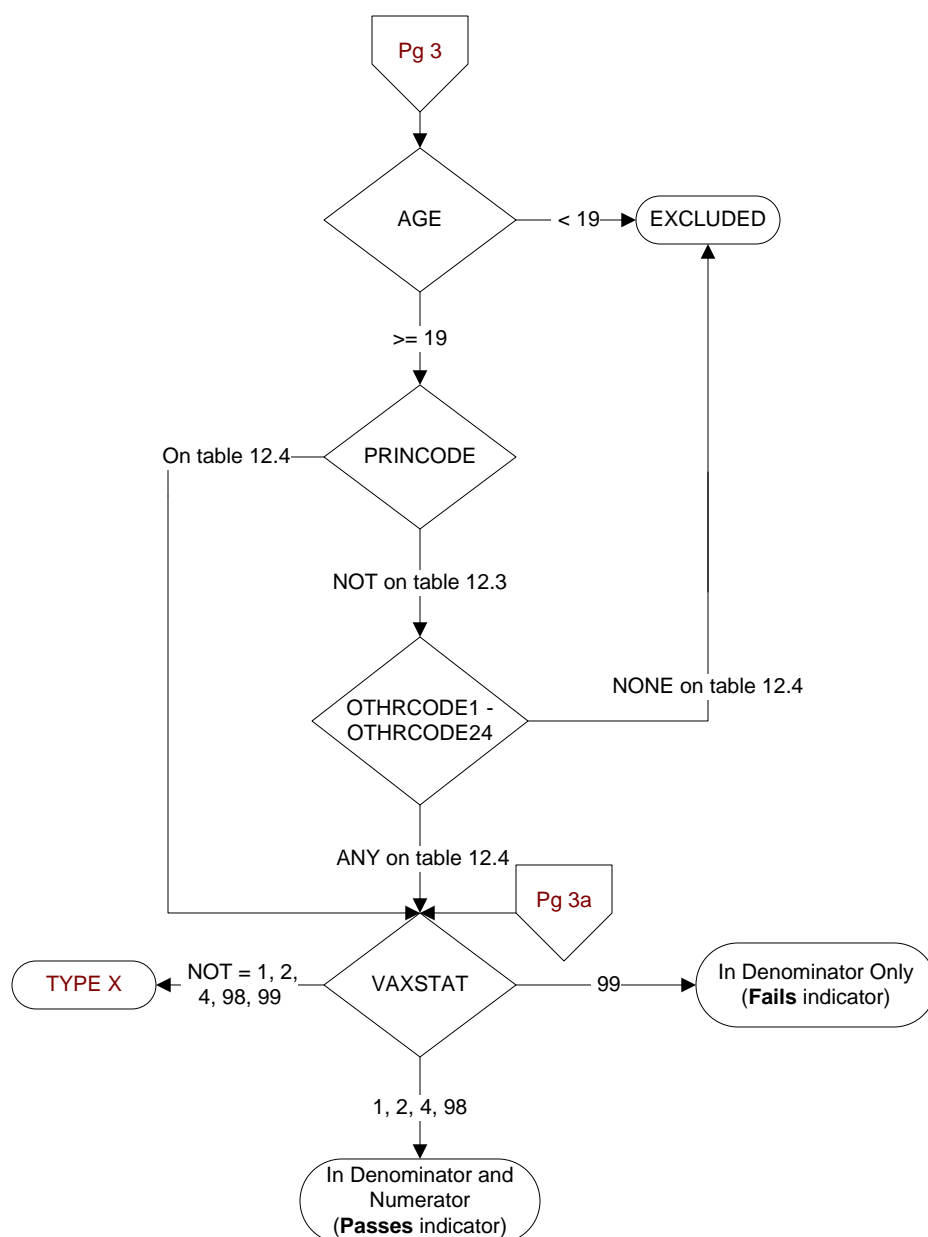 Pg 3
AGE
< 19
EXCLUDED
>= 19
On table 12.4
PRINCODE
NOT on table 12.3
OTHRCODE1 -
OTHRCODE24
NONE on table 12.4
ANY on table 12.4
Pg 3a
TYPE X
NOT = 1, 2,
4, 98, 99
VAXSTAT
99
In Denominator Only
(Fails indicator)
1, 2, 4, 98
In Denominator and
Numerator
(Passes indicator)